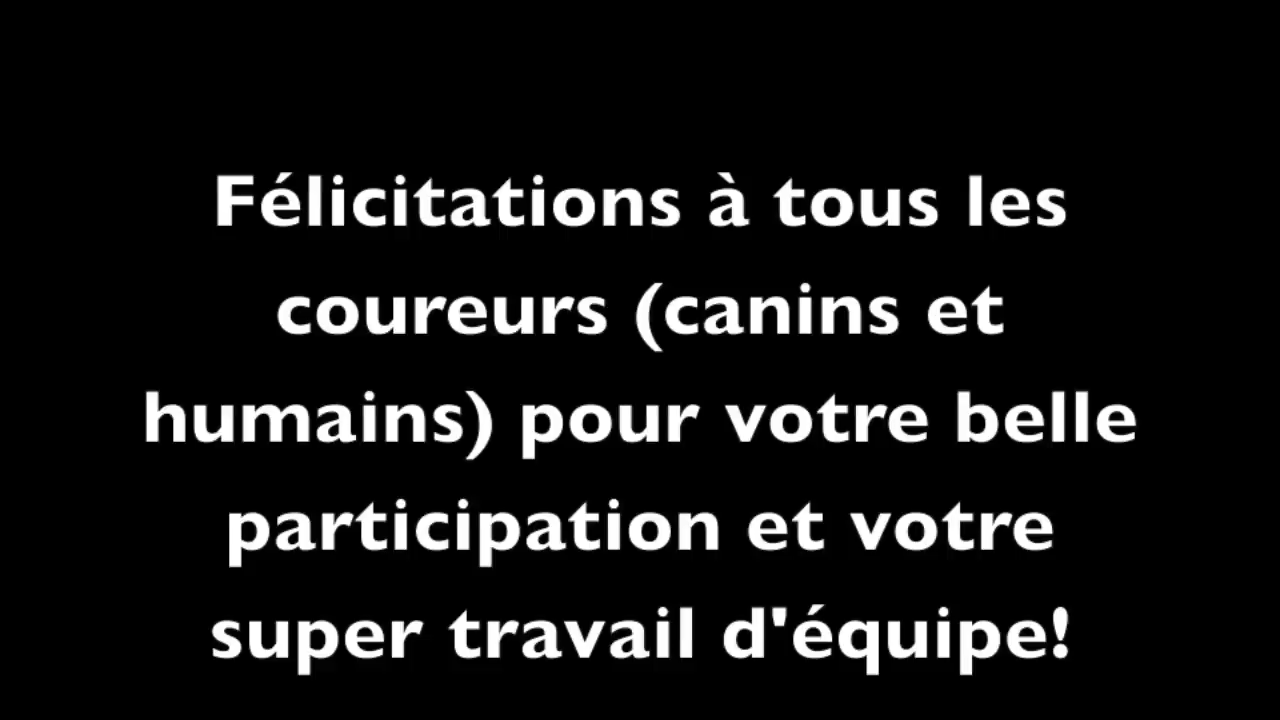 Félicitations à tous les
coureurs (canins et
humains) pour votre belle
participation et votre
super travail d'équipe!